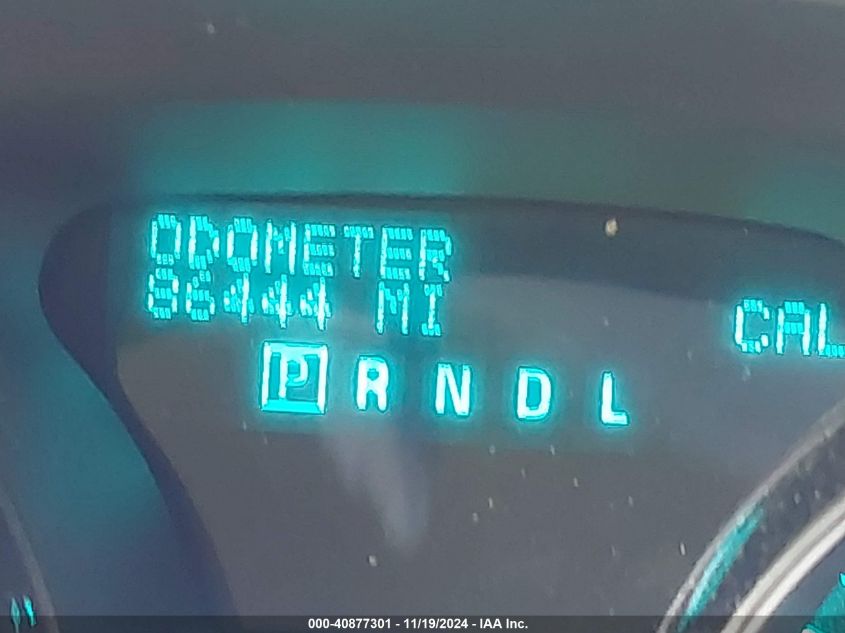 ODOMETER
86444 MI
CAL
P R N D L
000-40877301 - 11/19/2024 - IAA Inc.